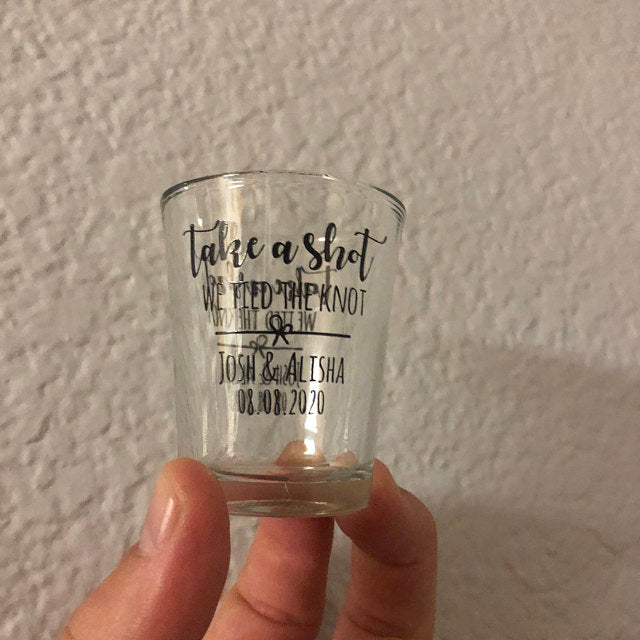 take a shot
WE TIED THE KNOT
JOSH & ALISHA
08.08.2020